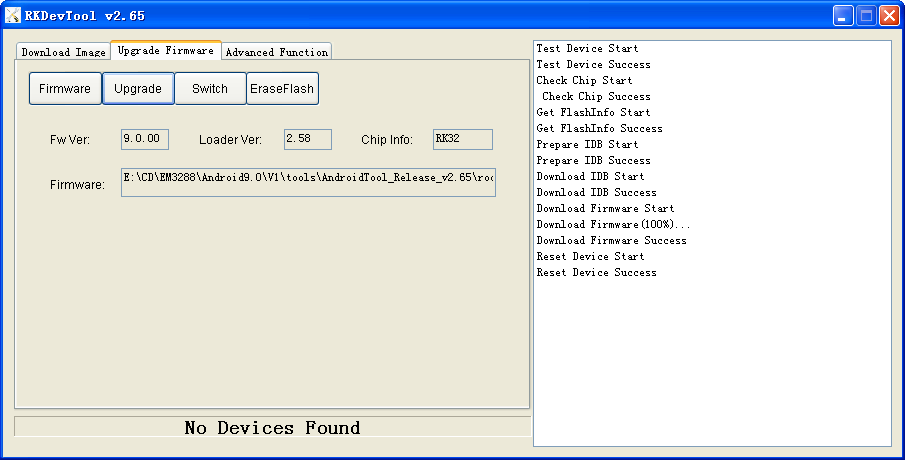 RKDevTool v2.65
Download Image Upgrade Firmware Advanced Function
Firmware Upgrade Switch EraseFlash
Fw Ver: 9.0.00 Loader Ver: 2.58 Chip Info: RK32
Firmware: E:\CD\EM3288\Android9.0\V1\tools\AndroidTool_Release_v2.65\roc
No Devices Found
Test Device Start
Test Device Success
Check Chip Start
Check Chip Success
Get FlashInfo Start
Get FlashInfo Success
Prepare IDB Start
Prepare IDB Success
Download IDB Start
Download IDB Success
Download Firmware Start
Download Firmware(100%)...
Download Firmware Success
Reset Device Start
Reset Device Success